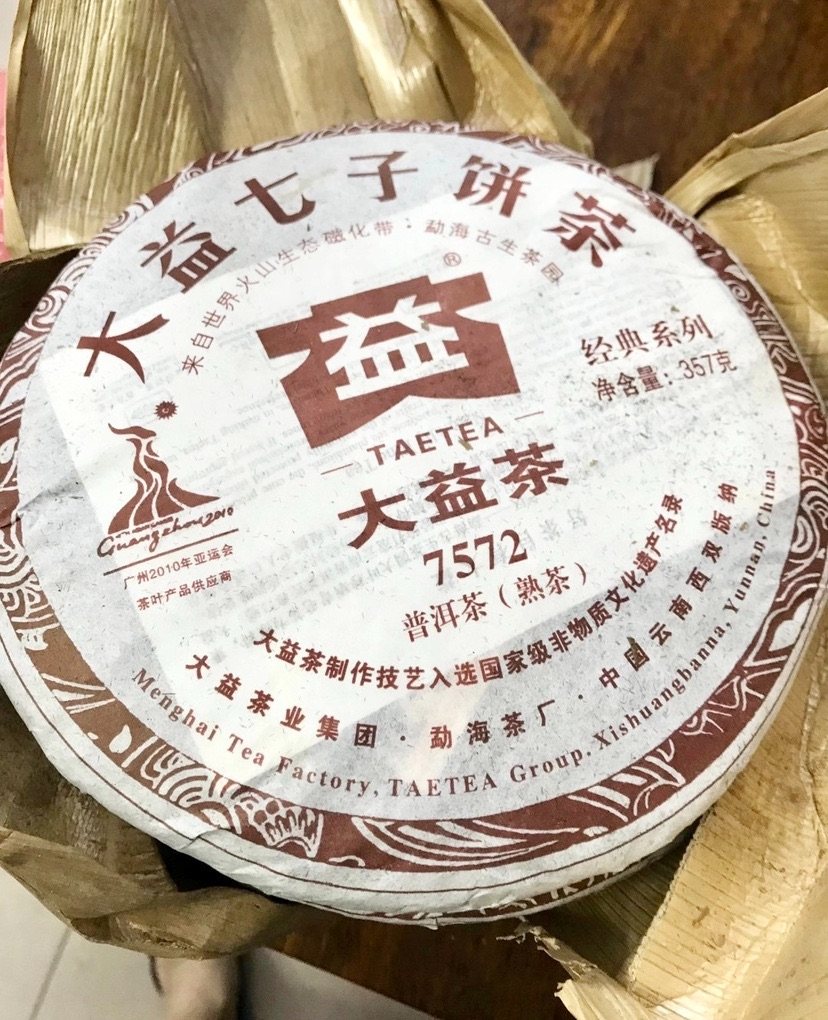 大益七子饼茶
来自世界火山生态磁化带·勐海古生茶园
益®
经典系列
净含量:357克
TAETEA
大益茶
7572
普洱茶(熟茶)
Guangzhou2010
广州2010年亚运会
茶叶产品供应商
大益茶制作技艺入选国家级非物质文化遗产名录
大益茶业集团·勐海茶厂·中国云南西双版纳
Menghai Tea Factory, TAETEA Group. Xishuangbanna, Yunnan, China